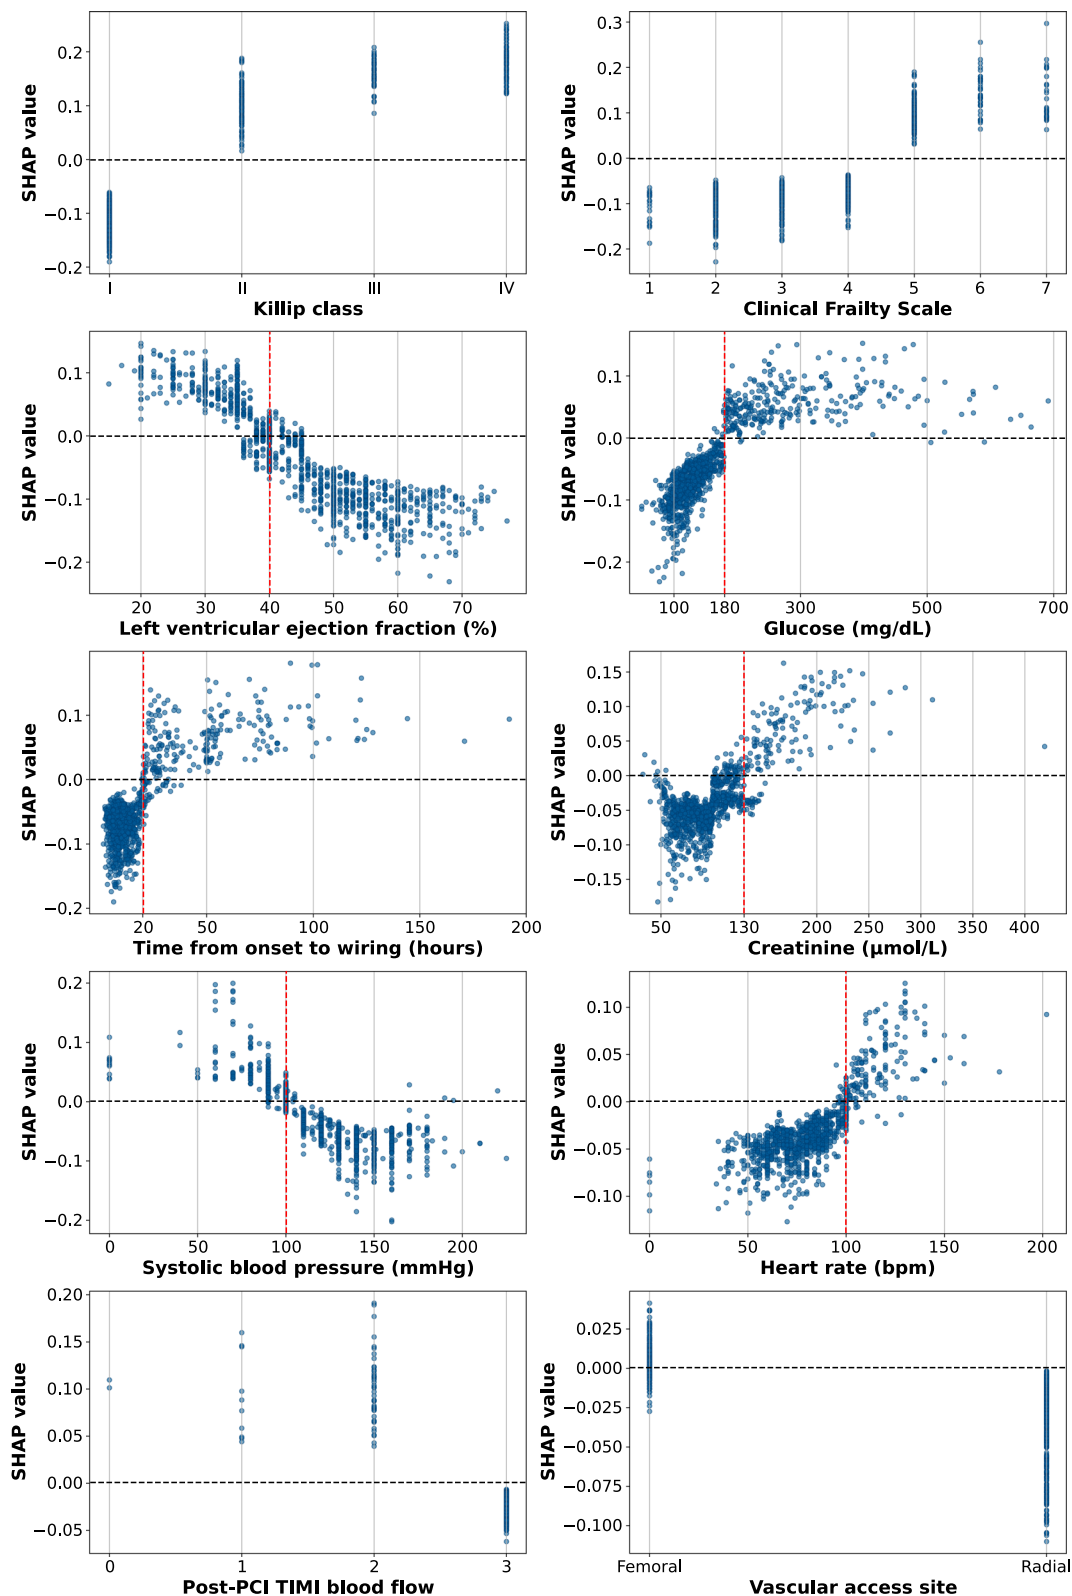 SHAP value
0.2
0.1
0.0
−0.1
−0.2
I II III IV
Killip class
SHAP value
0.3
0.2
0.1
0.0
−0.1
−0.2
1 2 3 4 5 6 7
Clinical Frailty Scale
SHAP value
0.1
0.0
−0.1
−0.2
20 30 40 50 60 70
Left ventricular ejection fraction (%)
SHAP value
0.1
0.0
−0.1
−0.2
100 180 300 500 700
Glucose (mg/dL)
SHAP value
0.1
0.0
−0.1
−0.2
20 50 100 150 200
Time from onset to wiring (hours)
SHAP value
0.15
0.10
0.05
0.00
−0.05
−0.10
−0.15
50 130 200 250 300 350 400
Creatinine (μmol/L)
SHAP value
0.2
0.1
0.0
−0.1
−0.2
0 50 100 150 200
Systolic blood pressure (mmHg)
SHAP value
0.10
0.05
0.00
−0.05
−0.10
0 50 100 150 200
Heart rate (bpm)
SHAP value
0.20
0.15
0.10
0.05
0.00
−0.05
0 1 2 3
Post-PCI TIMI blood flow
SHAP value
0.025
0.000
−0.025
−0.050
−0.075
−0.100
Femoral Radial
Vascular access site